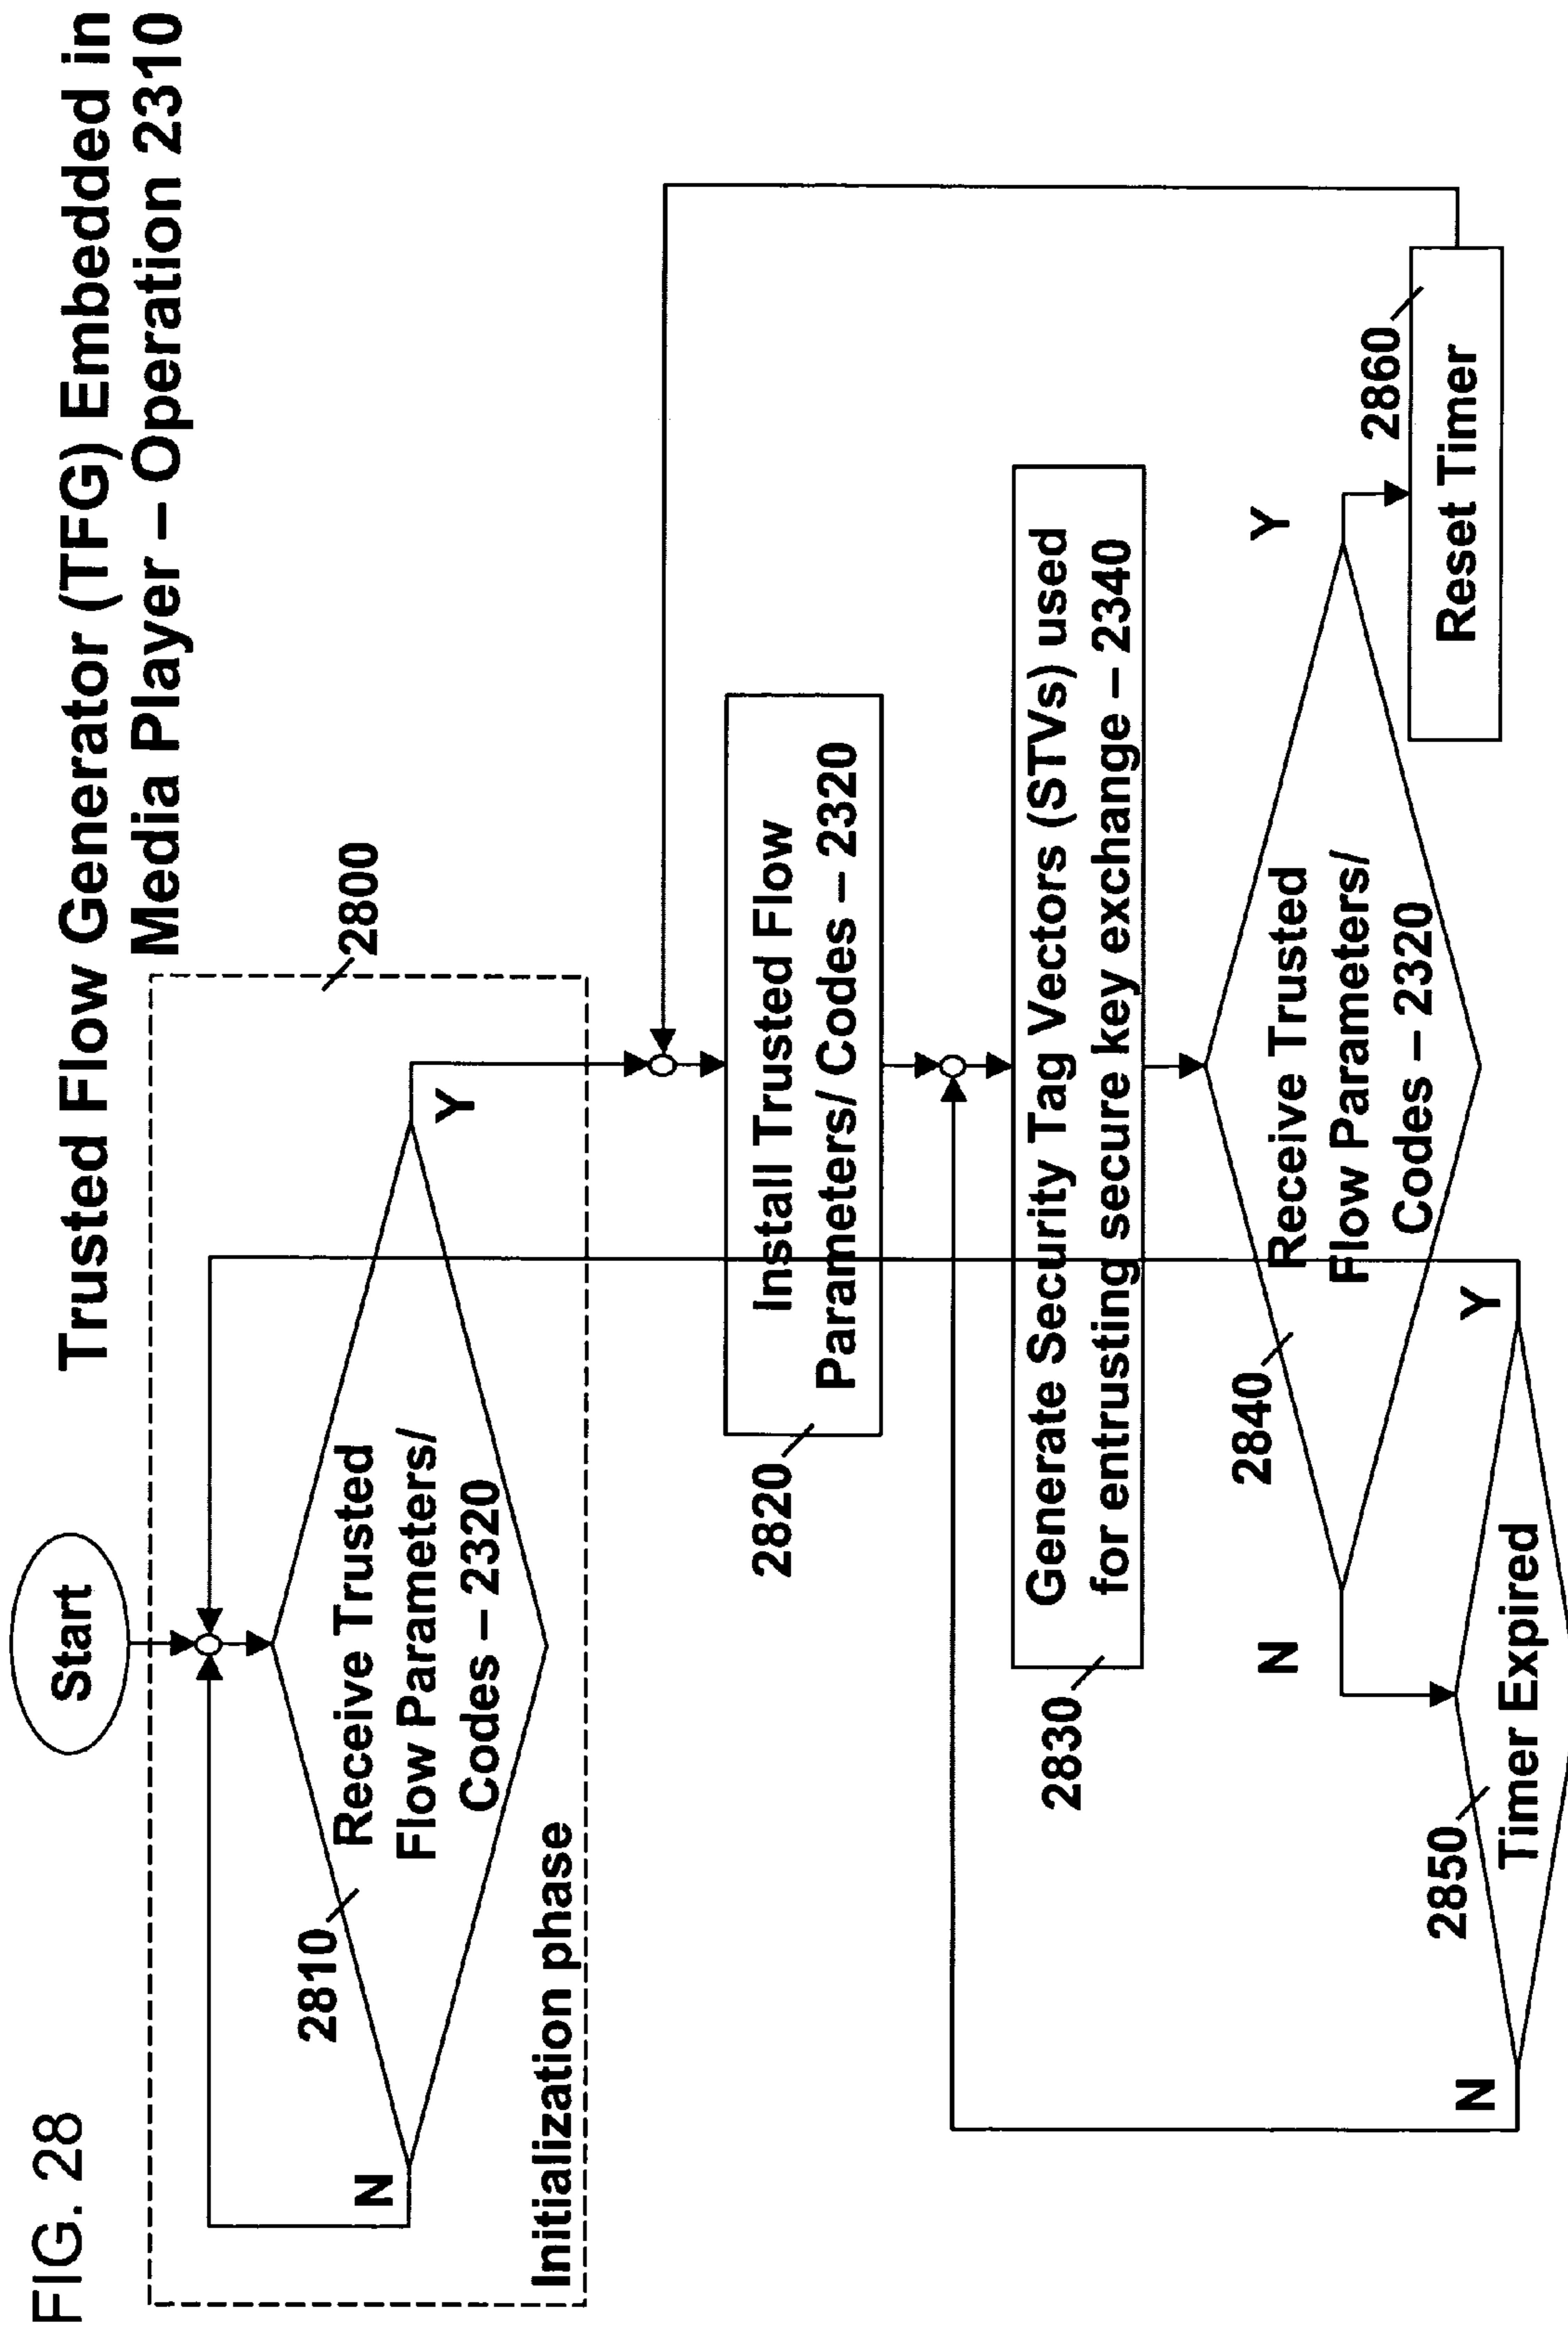 FIG. 28
Trusted Flow Generator (TFG) Embedded in
Media Player – Operation 2310
Start
2800
2810
Receive Trusted
Flow Parameters/
Codes – 2320
N
Y
Initialization phase
2820
Install Trusted Flow
Parameters/ Codes – 2320
2830
Generate Security Tag Vectors (STVs) used
for entrusting secure key exchange – 2340
2840
Receive Trusted
Flow Parameters/
Codes – 2320
N
Y
2850
Timer Expired
N
Y
2860
Reset Timer